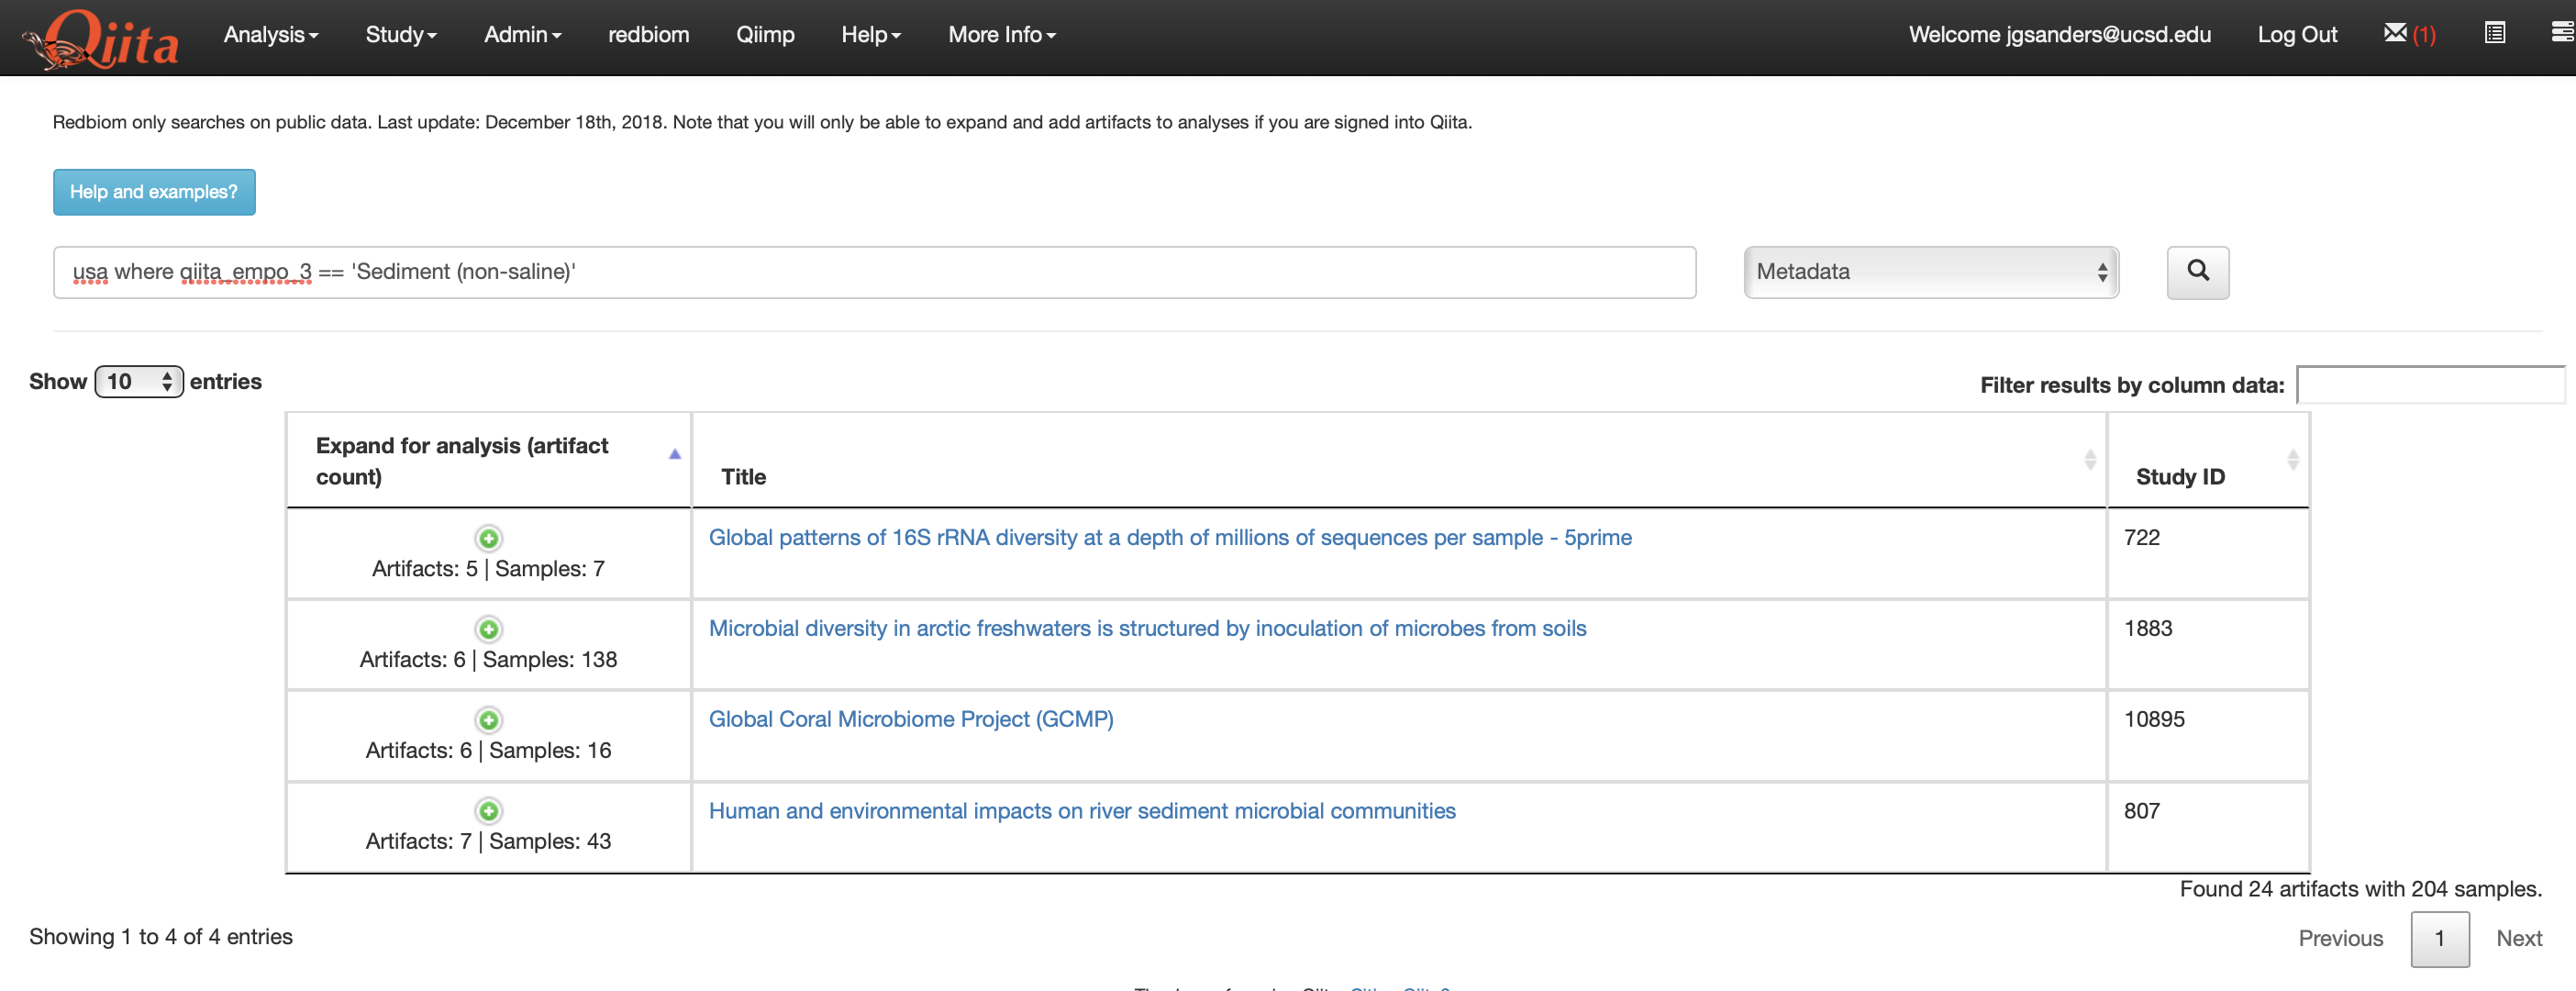 Qiita Analysis Study Admin redbiom Qiimp Help More Info Welcome jgsanders@ucsd.edu Log Out (1)
Redbiom only searches on public data. Last update: December 18th, 2018. Note that you will only be able to expand and add artifacts to analyses if you are signed into Qiita.
Help and examples?
usa where qiita_empo_3 == 'Sediment (non-saline)' Metadata
Show 10 entries Filter results by column data:
Expand for analysis (artifact
count) Title Study ID
Global patterns of 16S rRNA diversity at a depth of millions of sequences per sample - 5prime 722
Artifacts: 5 | Samples: 7
Microbial diversity in arctic freshwaters is structured by inoculation of microbes from soils 1883
Artifacts: 6 | Samples: 138
Global Coral Microbiome Project (GCMP) 10895
Artifacts: 6 | Samples: 16
Human and environmental impacts on river sediment microbial communities 807
Artifacts: 7 | Samples: 43
Found 24 artifacts with 204 samples.
Showing 1 to 4 of 4 entries Previous 1 Next